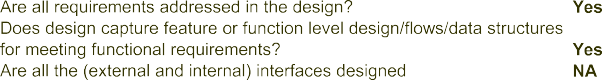 Are all requirements addressed in the design? Yes
Does design capture feature or function level design/flows/data structures
for meeting functional requirements? Yes
Are all the (external and internal) interfaces designed NA